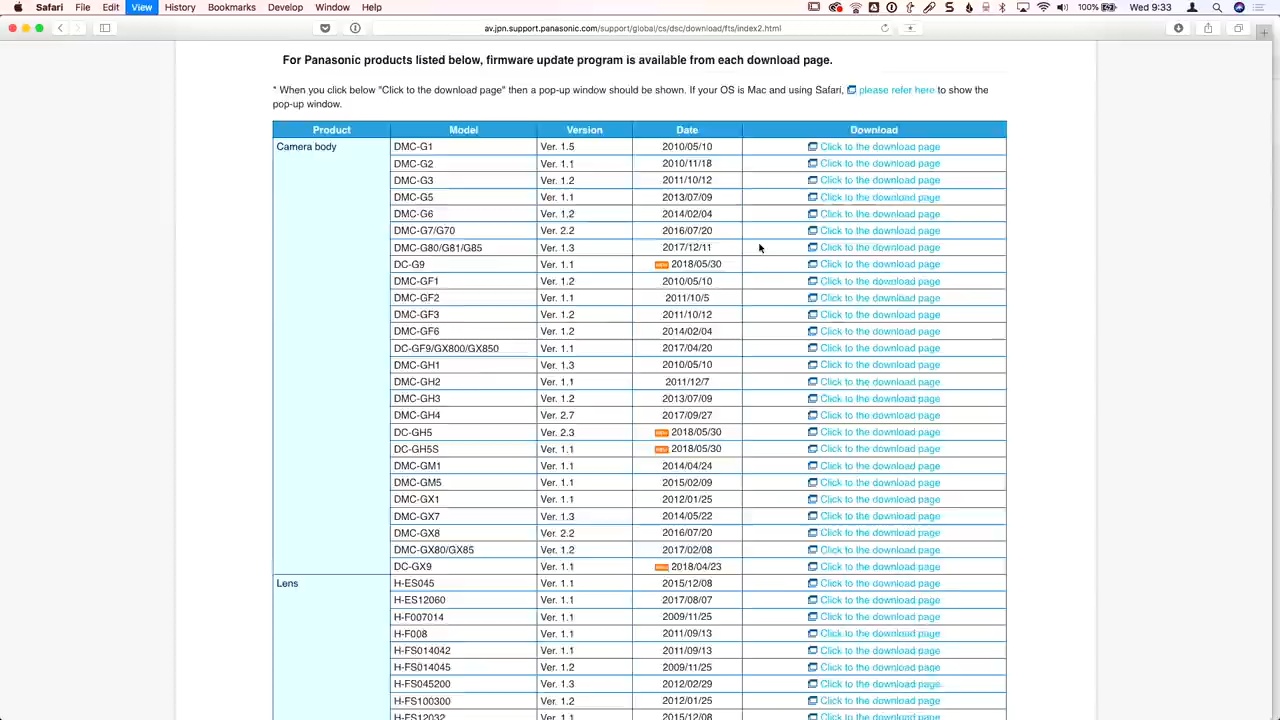 Safari File Edit View History Bookmarks Develop Window Help 100% Wed 9:33
av.jpn.support.panasonic.com/support/global/cs/dsc/download/fts/index2.html
For Panasonic products listed below, firmware update program is available from each download page.
* When you click below "Click to the download page" then a pop-up window should be shown. If your OS is Mac and using Safari, please refer here to show the
pop-up window.
Product Model Version Date Download
Camera body DMC-G1 Ver. 1.5 2010/05/10 Click to the download page
DMC-G2 Ver. 1.1 2010/11/18 Click to the download page
DMC-G3 Ver. 1.2 2011/10/12 Click to the download page
DMC-G5 Ver. 1.1 2013/07/09 Click to the download page
DMC-G6 Ver. 1.2 2014/02/04 Click to the download page
DMC-G7/G70 Ver. 2.2 2016/07/20 Click to the download page
DMC-G80/G81/G85 Ver. 1.3 2017/12/11 Click to the download page
DC-G9 Ver. 1.1 2018/05/30 Click to the download page
DMC-GF1 Ver. 1.2 2010/05/10 Click to the download page
DMC-GF2 Ver. 1.1 2011/10/5 Click to the download page
DMC-GF3 Ver. 1.2 2011/10/12 Click to the download page
DMC-GF6 Ver. 1.2 2014/02/04 Click to the download page
DC-GF9/GX800/GX850 Ver. 1.1 2017/04/20 Click to the download page
DMC-GH1 Ver. 1.3 2010/05/10 Click to the download page
DMC-GH2 Ver. 1.1 2011/12/7 Click to the download page
DMC-GH3 Ver. 1.2 2013/07/09 Click to the download page
DMC-GH4 Ver. 2.7 2017/09/27 Click to the download page
DC-GH5 Ver. 2.3 2018/05/30 Click to the download page
DC-GH5S Ver. 1.1 2018/05/30 Click to the download page
DMC-GM1 Ver. 1.1 2014/04/24 Click to the download page
DMC-GM5 Ver. 1.1 2015/02/09 Click to the download page
DMC-GX1 Ver. 1.1 2012/01/25 Click to the download page
DMC-GX7 Ver. 1.3 2014/05/22 Click to the download page
DMC-GX8 Ver. 2.2 2016/07/20 Click to the download page
DMC-GX80/GX85 Ver. 1.2 2017/02/08 Click to the download page
DC-GX9 Ver. 1.1 2018/04/23 Click to the download page
Lens H-ES045 Ver. 1.1 2015/12/08 Click to the download page
H-ES12060 Ver. 1.1 2017/08/07 Click to the download page
H-F007014 Ver. 1.1 2009/11/25 Click to the download page
H-F008 Ver. 1.1 2011/09/13 Click to the download page
H-FS014042 Ver. 1.1 2011/09/13 Click to the download page
H-FS014045 Ver. 1.2 2009/11/25 Click to the download page
H-FS045200 Ver. 1.3 2012/02/29 Click to the download page
H-FS100300 Ver. 1.2 2012/01/25 Click to the download page
H-FS12032 Ver. 1.1 2015/12/08 Click to the download page